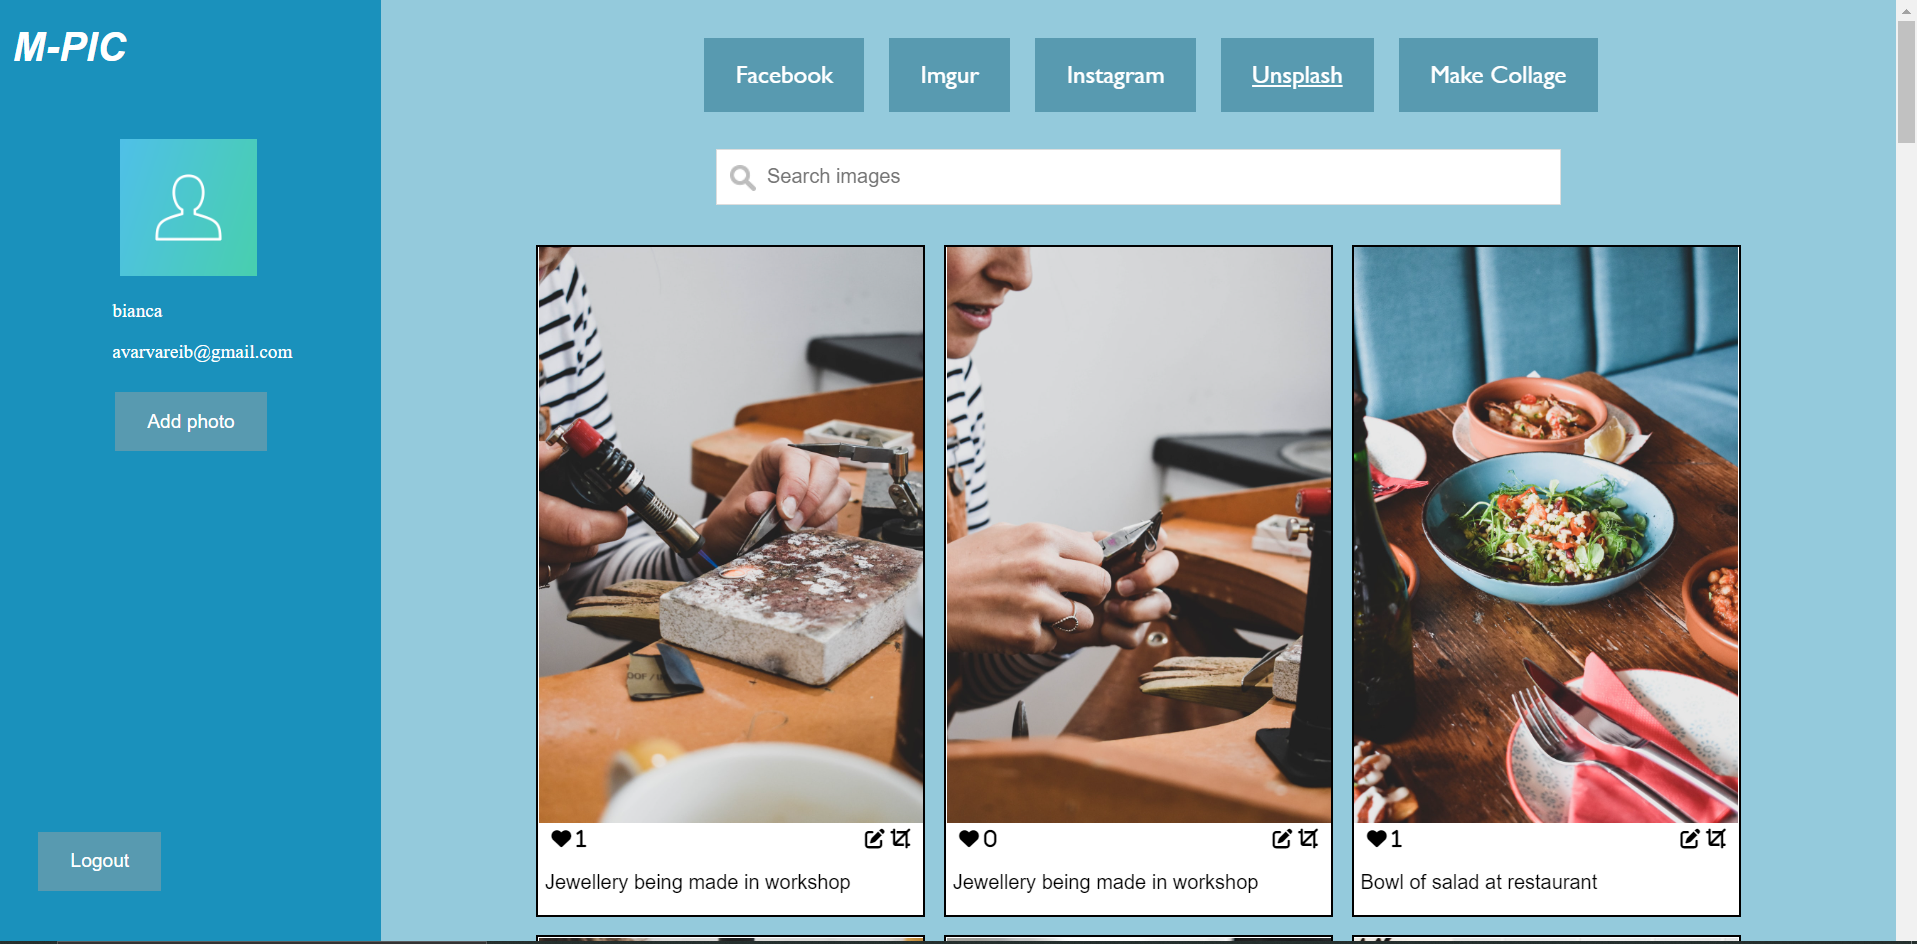 M-PIC
bianca
avarvareib@gmail.com
Add photo
Logout
Facebook
Imgur
Instagram
Unsplash
Make Collage
Search images
1
Jewellery being made in workshop
0
Jewellery being made in workshop
1
Bowl of salad at restaurant